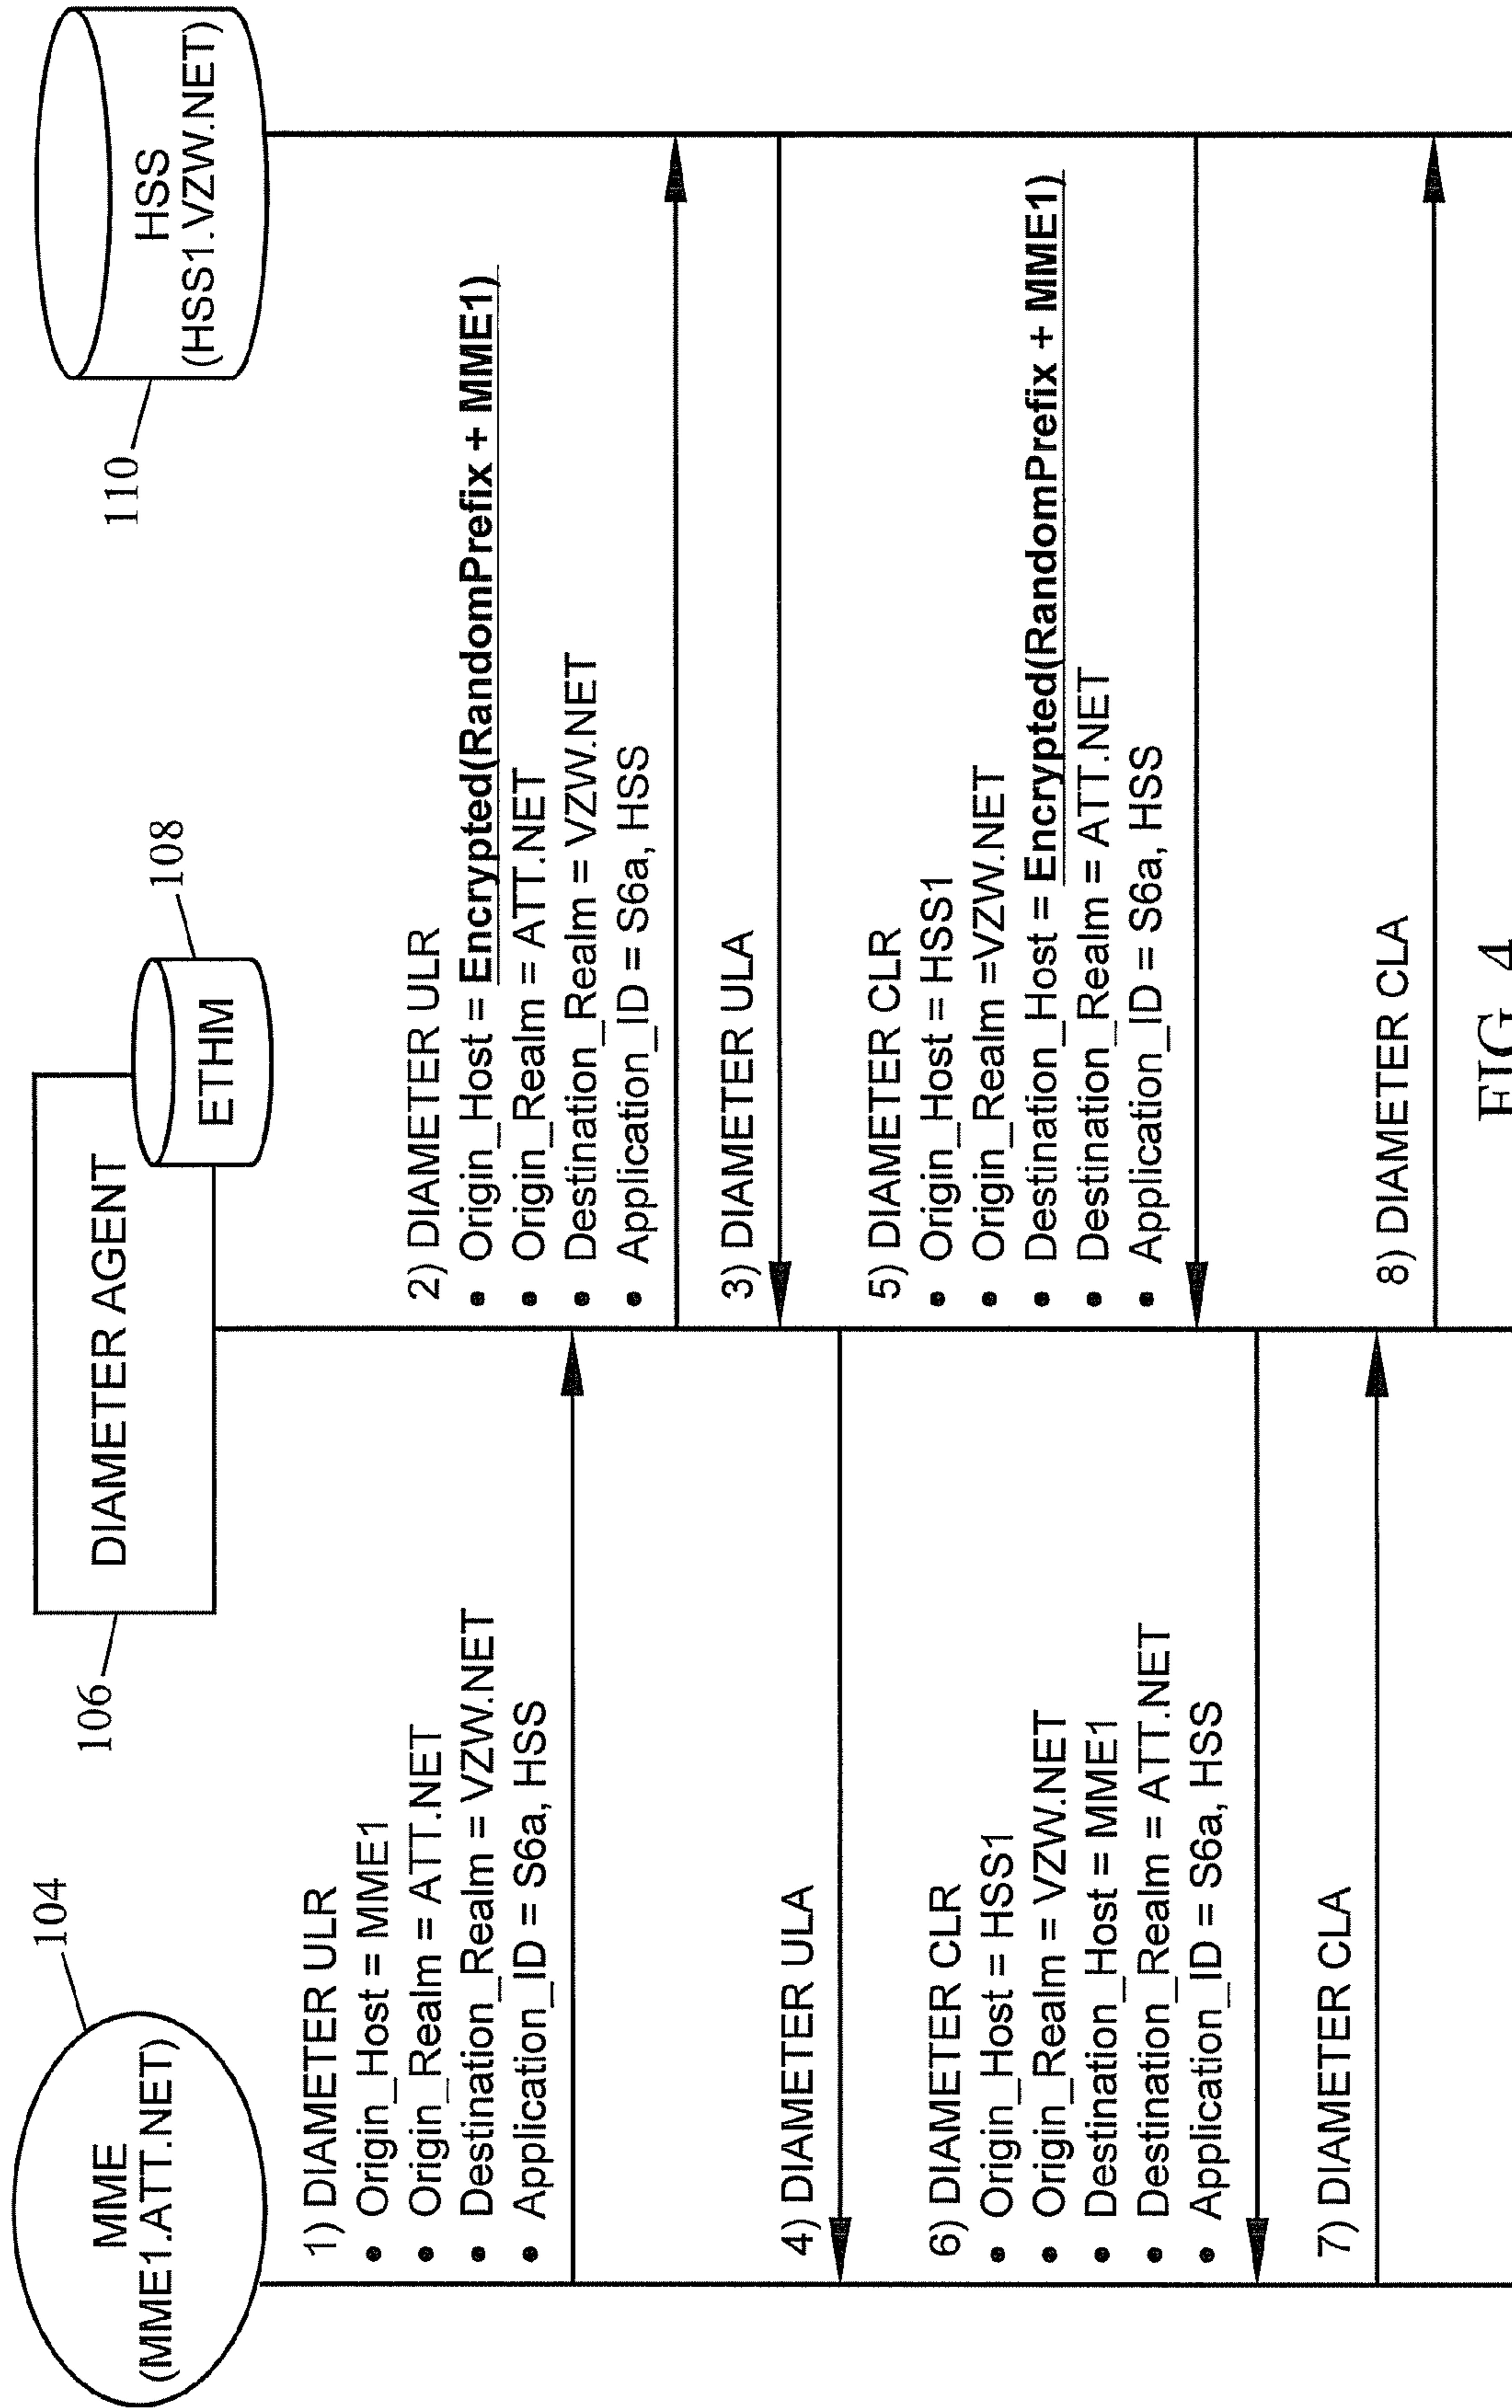 MME
(MME1.ATT.NET)
104
DIAMETER AGENT
106
ETHM
108
HSS
(HSS1.VZW.NET)
110
1) DIAMETER ULR
• Origin_Host = MME1
• Origin_Realm = ATT.NET
• Destination_Realm = VZW.NET
• Application_ID = S6a, HSS
2) DIAMETER ULR
• Origin_Host = Encrypted(RandomPrefix + MME1)
• Origin_Realm = ATT.NET
• Destination_Realm = VZW.NET
• Application_ID = S6a, HSS
3) DIAMETER ULA
4) DIAMETER ULA
5) DIAMETER CLR
• Origin_Host = HSS1
• Origin_Realm =VZW.NET
• Destination_Host = Encrypted(RandomPrefix + MME1)
• Destination_Realm = ATT.NET
• Application_ID = S6a, HSS
6) DIAMETER CLR
• Origin_Host = HSS1
• Origin_Realm = VZW.NET
• Destination_Host = MME1
• Destination_Realm = ATT.NET
• Application_ID = S6a, HSS
7) DIAMETER CLA
8) DIAMETER CLA
FIG. 4